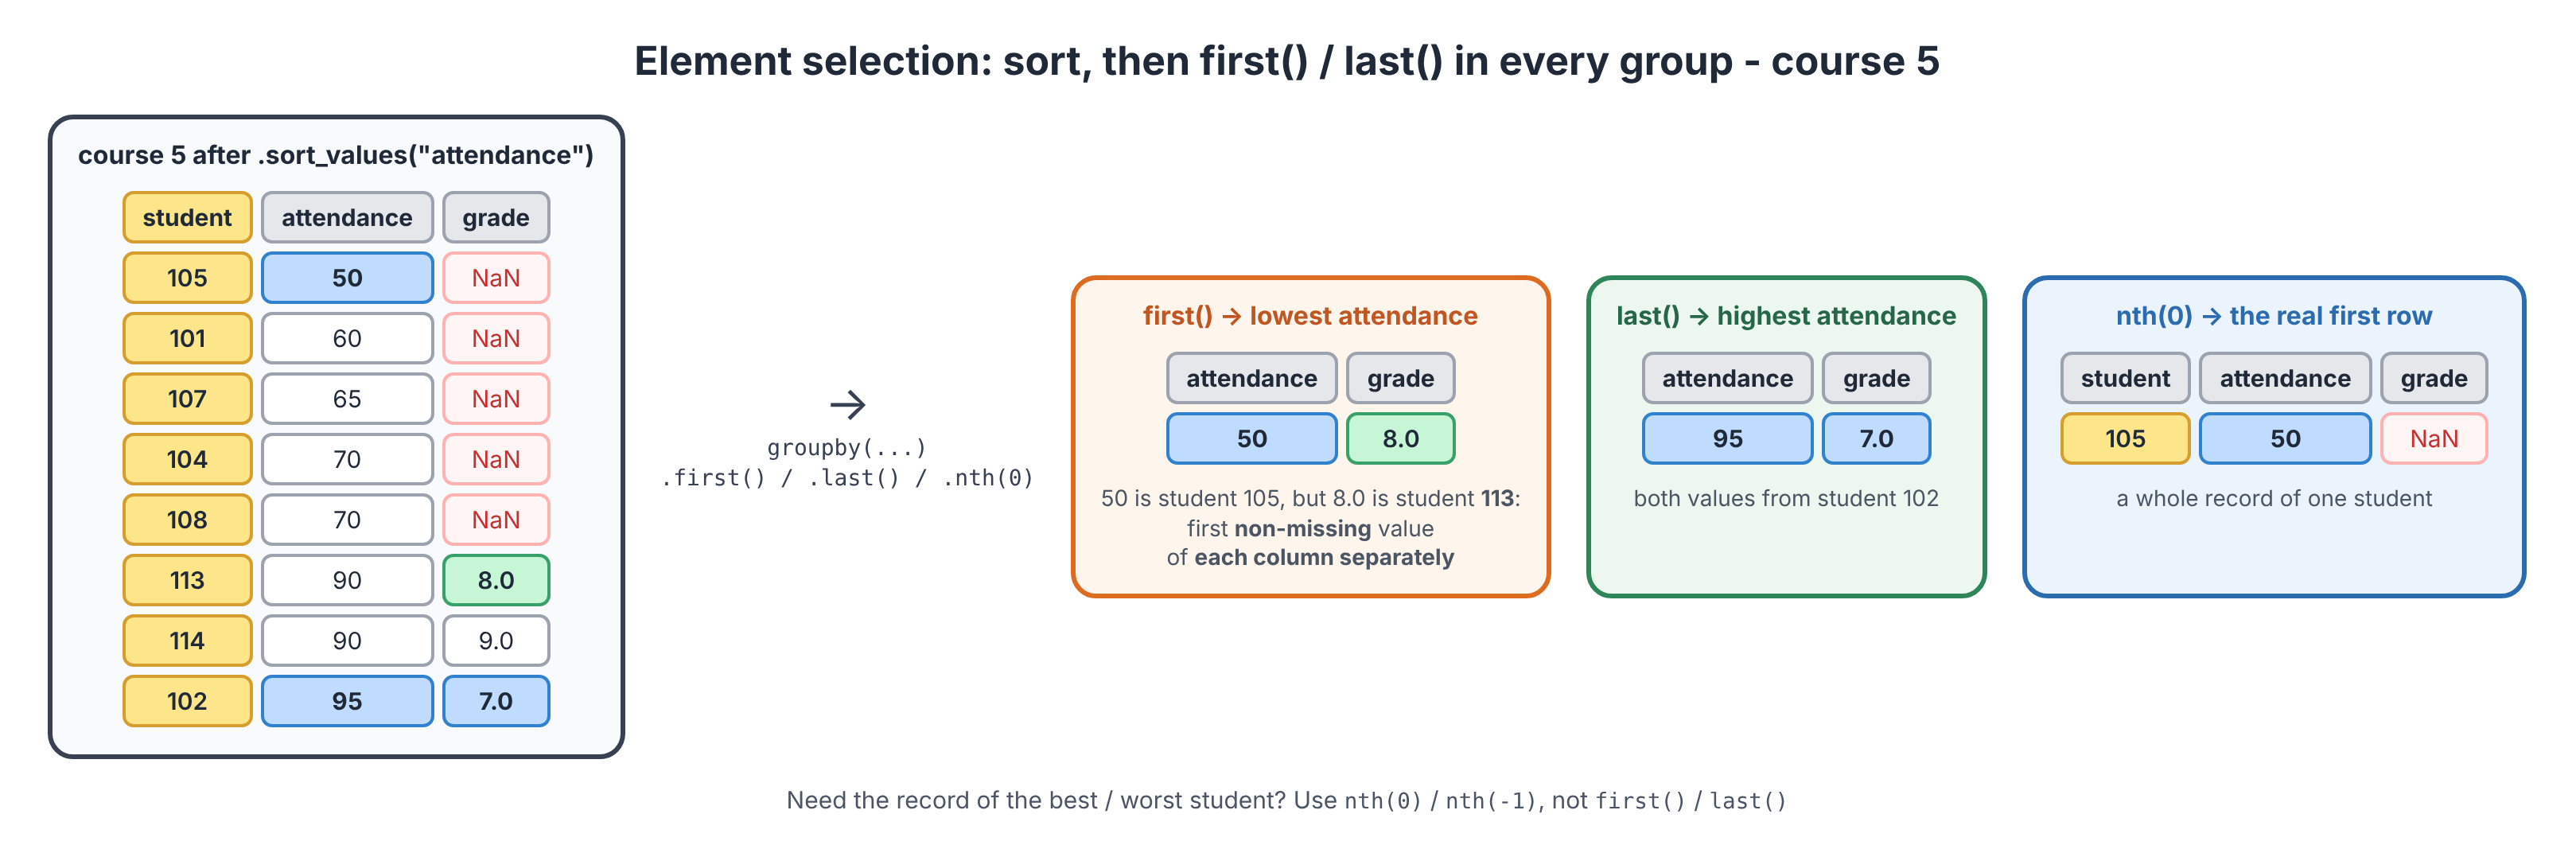 Element selection: sort, then first() / last() in every group - course 5
course 5 after .sort_values("attendance")
student attendance grade
105 50 NaN
101 60 NaN
107 65 NaN
104 70 NaN
108 70 NaN
113 90 8.0
114 90 9.0
102 95 7.0
→
groupby(...)
.first() / .last() / .nth(0)
first() → lowest attendance
attendance grade
50 8.0
50 is student 105, but 8.0 is student 113:
first non-missing value
of each column separately
last() → highest attendance
attendance grade
95 7.0
both values from student 102
nth(0) → the real first row
student attendance grade
105 50 NaN
a whole record of one student
Need the record of the best / worst student? Use nth(0) / nth(-1), not first() / last()